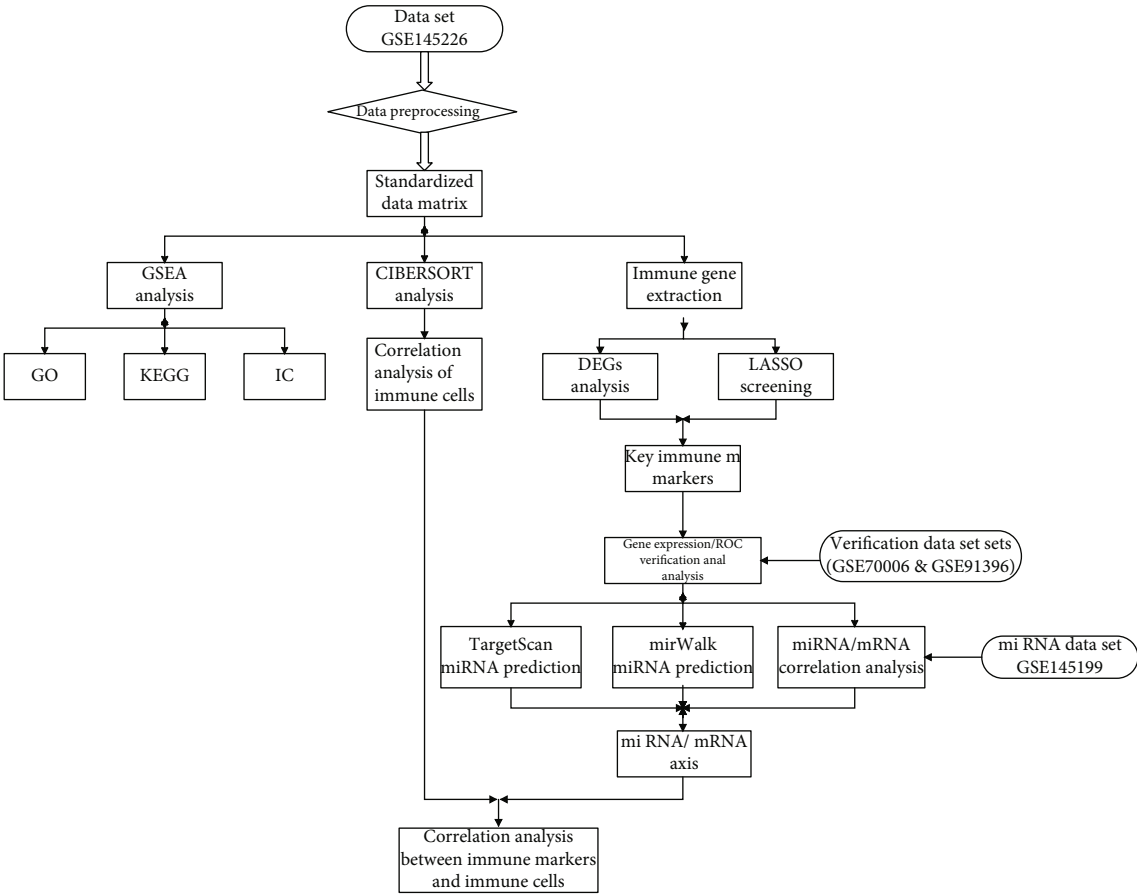 Data set
GSE145226
Data preprocessing
Standardized
data matrix
GSEA
analysis
CIBERSORT
analysis
Immune gene
extraction
GO
KEGG
IC
Correlation
analysis of
immune cells
DEGs
analysis
LASSO
screening
Key immune m
markers
Gene expression/ROC
verification anal
analysis
Verification data set sets
(GSE70006 & GSE91396)
TargetScan
miRNA prediction
mirWalk
miRNA prediction
miRNA/mRNA
correlation analysis
mi RNA data set
GSE145199
mi RNA/ mRNA
axis
Correlation analysis
between immune markers
and immune cells